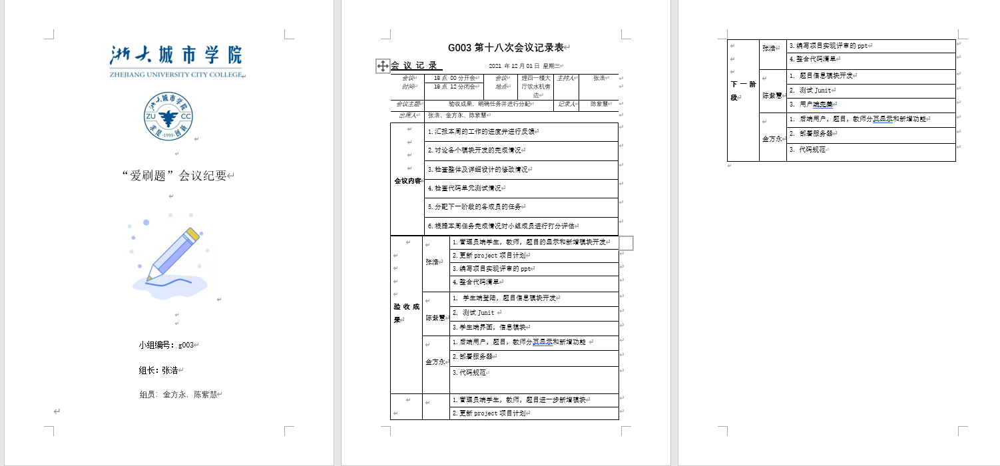 浙大城市学院
ZHEJIANG UNIVERSITY CITY COLLEGE
浙大城市学院
ZU CC
求是 创新
-1999-
“爱刷题”会议纪要
小组编号：g003
组长：张浩
组员：金方永，陈紫慧
G003 第十八次会议记录表
会 议 记 录
2021 年 12 月 01 日 星期三
会议时间
18 点 00 分开会
18 点 12 分闭会
会议地点
理四一楼大
厅饮水机旁
边
主持人
张浩
会议主题
验收成果，明确任务并进行分配
记录人
陈紫慧
出席人
张浩、金方永、陈紫慧
会议内容
1.汇报本周的工作的进度并进行反馈
2.讨论各个模块开发的完成情况
3.检查整体及详细设计的修改情况
4.检查代码单元测试情况
5.分配下一阶段的各成员的任务
6.根据本周任务完成情况对小组成员进行打分评估
验 收 成
果
张浩
1.管理员端学生，教师，题目的显示和新增模块开发
2.更新 project 项目计划
3.编写项目实现评审的 ppt
4.整合代码清单
陈紫慧
1. 学生端登陆，题目信息模块开发
2. 测试 Junit
3.学生端界面，信息模块
金方永
1.后端用户，题目，教师分页显示和新增功能
2.部署服务器
3.代码规范
1.管理员端学生，教师，题目进一步新增模块
2.更新 project 项目计划
下 一 阶
段
张浩
3.编写项目实现评审的 ppt
4.整合代码清单
陈紫慧
1. 题目信息模块开发
2. 测试 Junit
3. 用户端完善
金方永
1. 后端用户，题目，教师分页显示和新增功能
2. 部署服务器
3. 代码规范